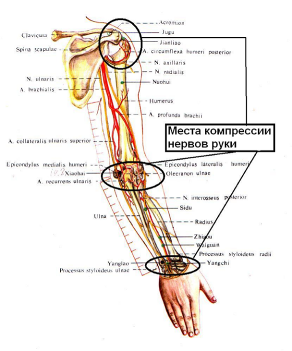 Acromion
Clavicula
Jugu
Jianliao
Spina scapulae
A. circumflexa humeri posterior
N. axillaris
N. radialis
N. ulnaris
Naohui
A. brachialis
Humerus
A. profunda brachii
Места компрессии
нервов руки
A. collateralis ulnaris superior
Epicondylus medialis humeri
Epicondylus lateralis humeri
Xiaohai
Olecranon ulnae
A. recurrens ulnaris
N. interosseus posterior
Sidu
Ulna
Radius
Zhigou
Waiguan
Processus styloideus radii
Yanglao
Yangchi
Processus styloideus ulnae